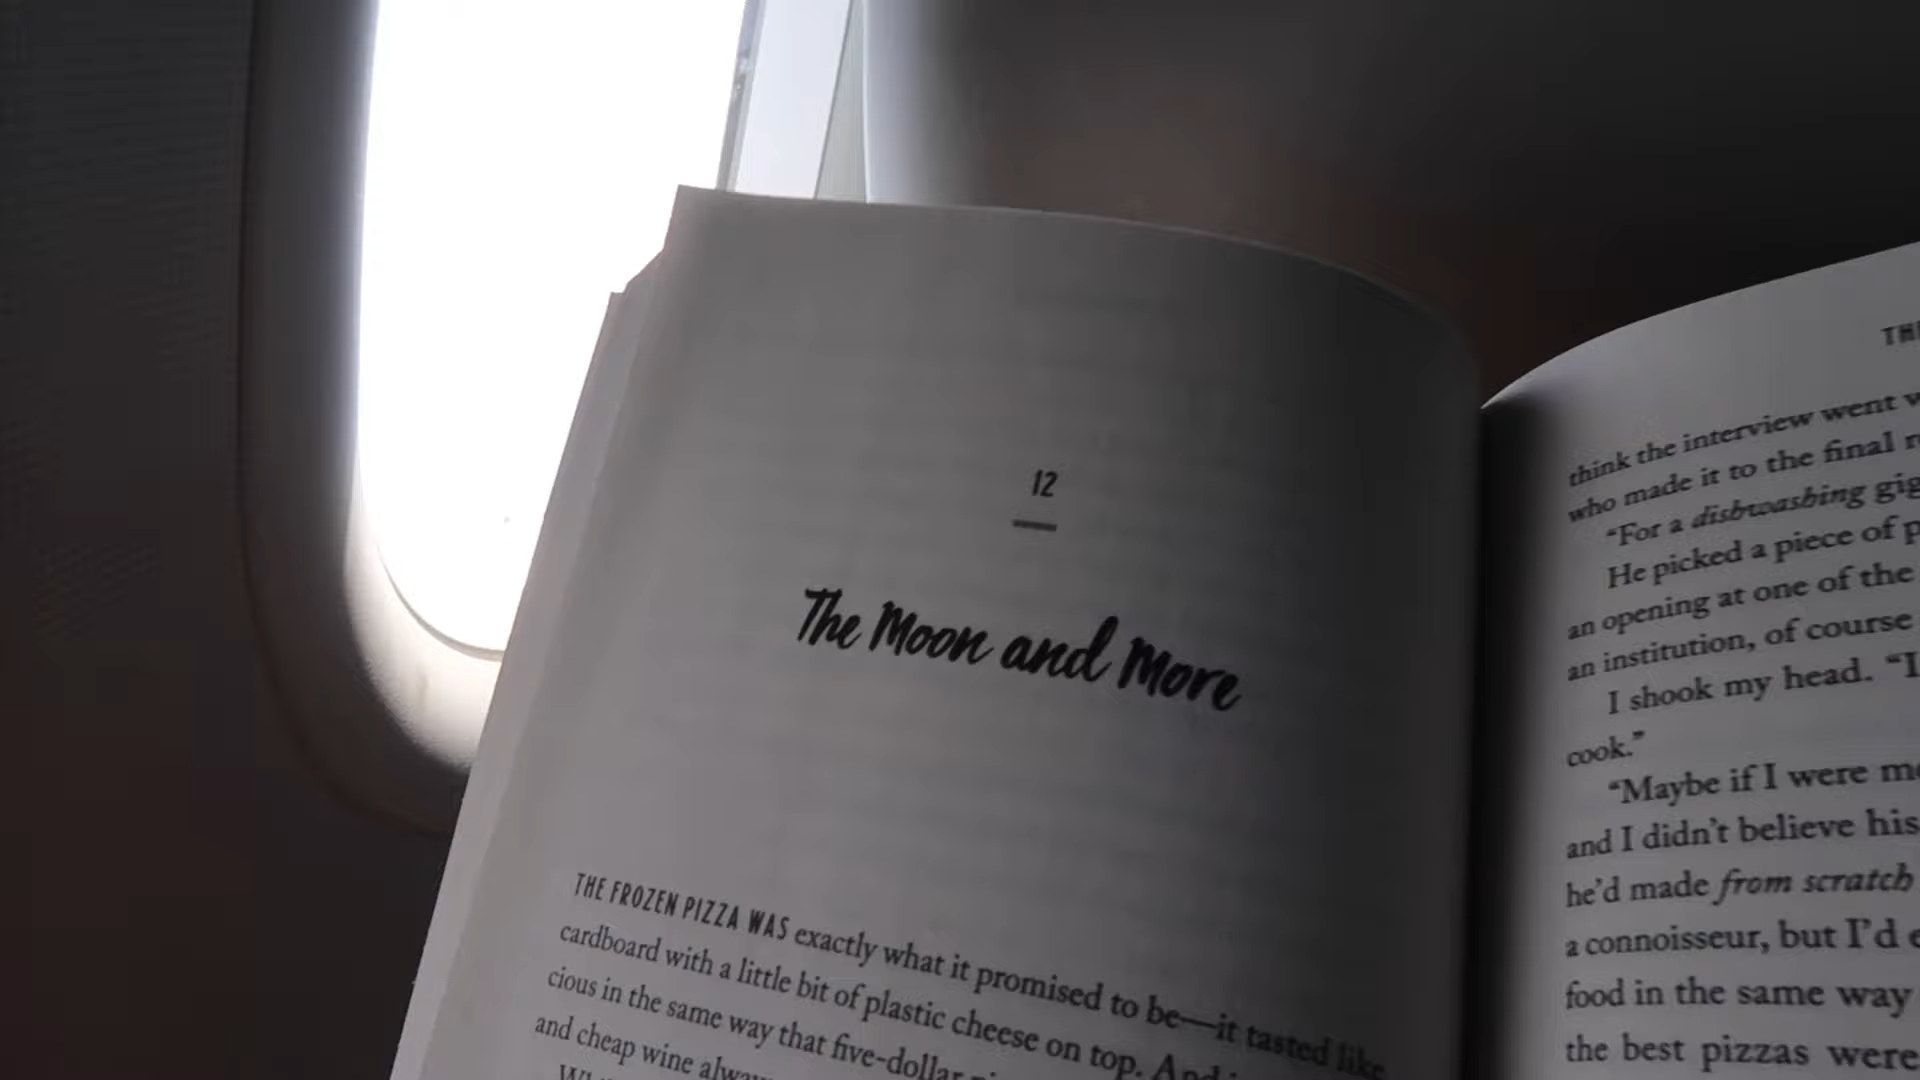 12
The Moon and More
THE FROZEN PIZZA WAS exactly what it promised to be—it tasted like
cardboard with a little bit of plastic cheese on top. And
cious in the same way that five-dollar
and cheap wine
THE
think the interview went
who made it to the final
“For a dishwashing gig
He picked a piece of
an opening at one of the
an institution, of course
I shook my head. “I
cook.”
“Maybe if I were
and I didn’t believe his
he’d made from scratch
a connoisseur, but I’d
food in the same way
the best pizzas were